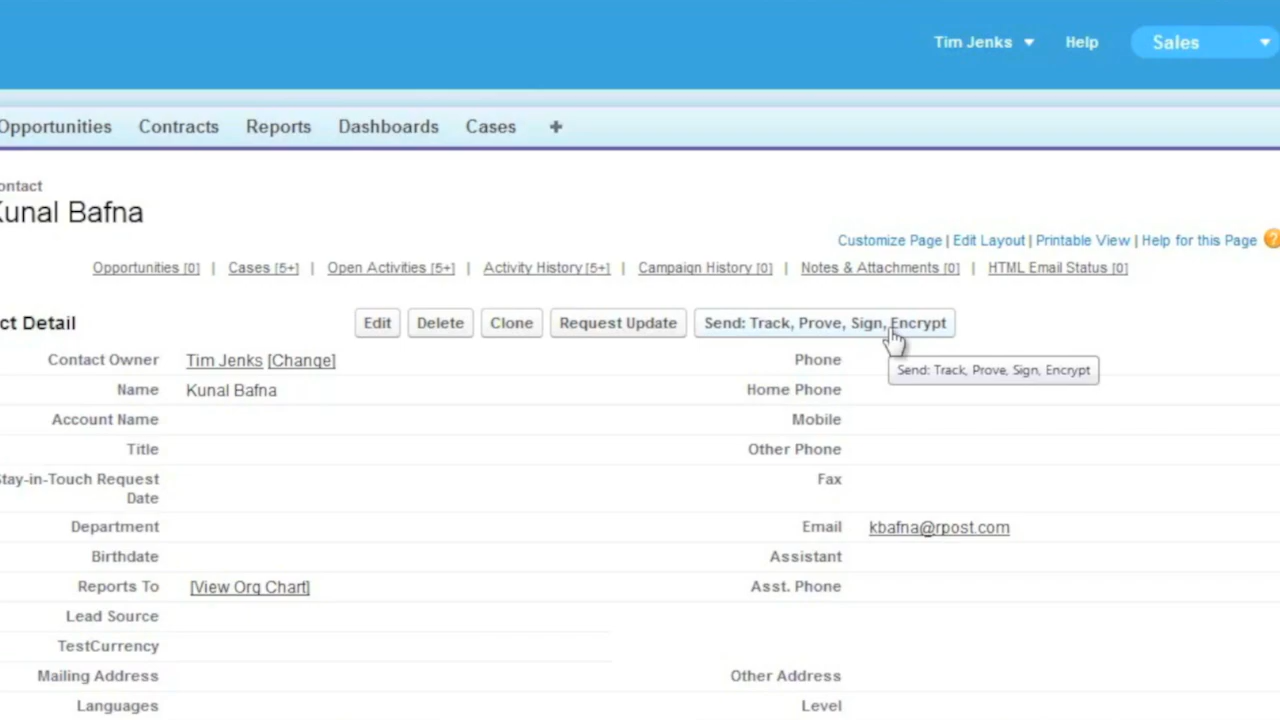 Tim Jenks Help Sales
Opportunities Contracts Reports Dashboards Cases +
ontact
Kunal Bafna
Customize Page | Edit Layout | Printable View | Help for this Page ?
Opportunities [0] | Cases [5+] | Open Activities [5+] | Activity History [5+] | Campaign History [0] | Notes & Attachments [0] | HTML Email Status [0]
ct Detail Edit Delete Clone Request Update Send: Track, Prove, Sign, Encrypt
Contact Owner Tim Jenks [Change] Phone
Send: Track, Prove, Sign, Encrypt
Name Kunal Bafna Home Phone
Account Name Mobile
Title Other Phone
Stay-in-Touch Request Fax
Date
Department Email kbafna@rpost.com
Birthdate Assistant
Reports To [View Org Chart] Asst. Phone
Lead Source
TestCurrency
Mailing Address Other Address
Languages Level